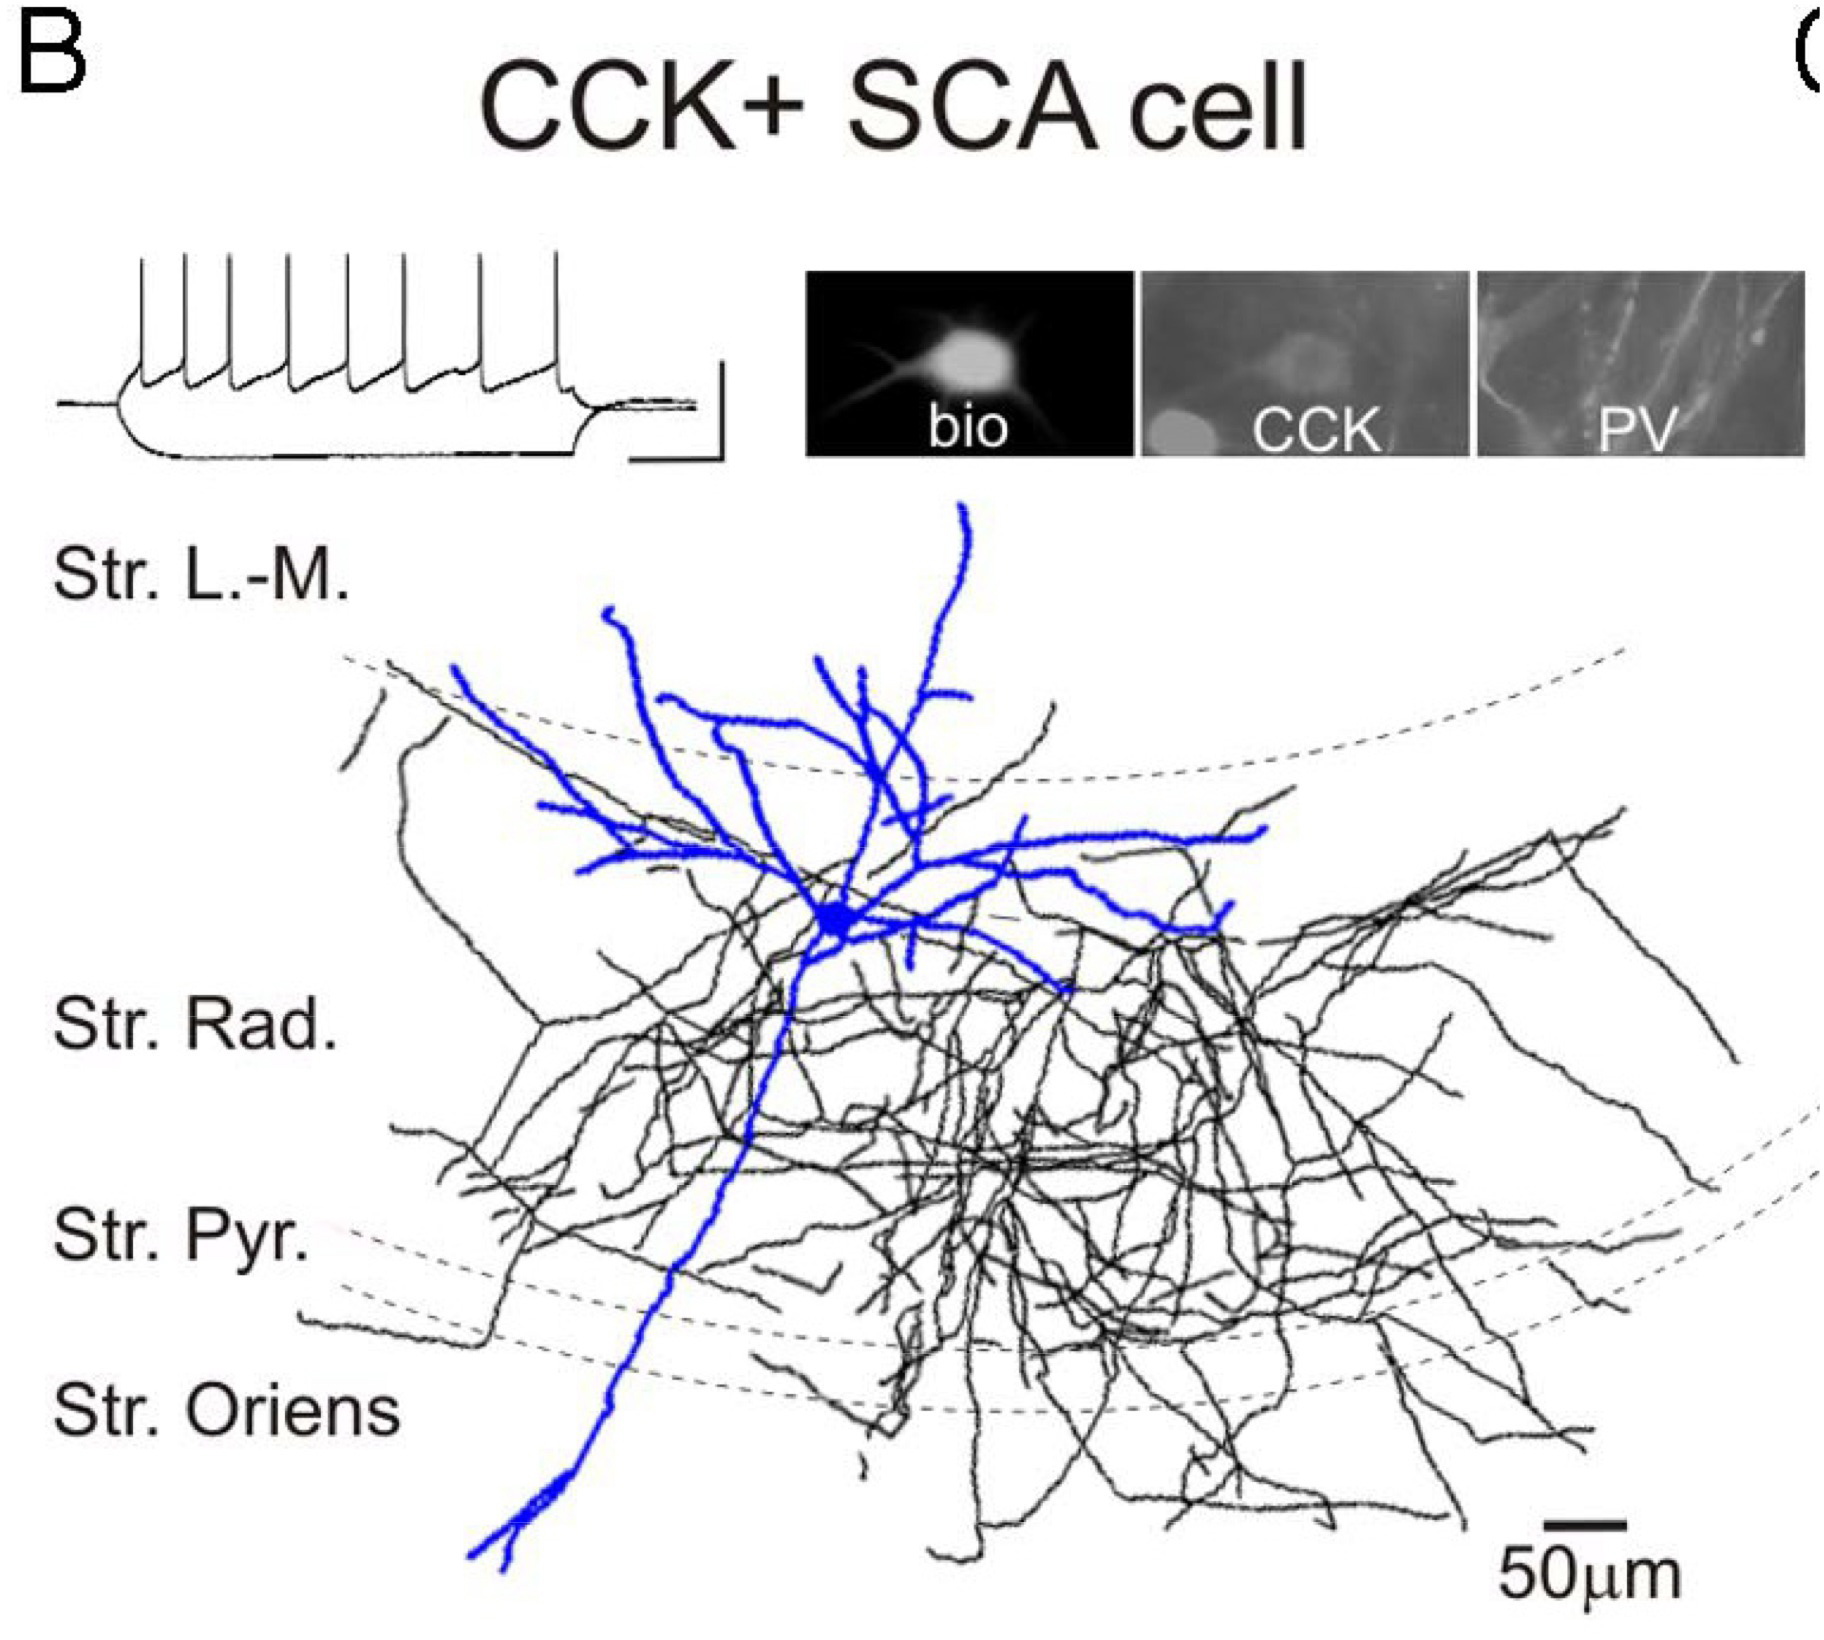 B
CCK+ SCA cell
bio
CCK
PV
Str. L.-M.
Str. Rad.
Str. Pyr.
Str. Oriens
50μm